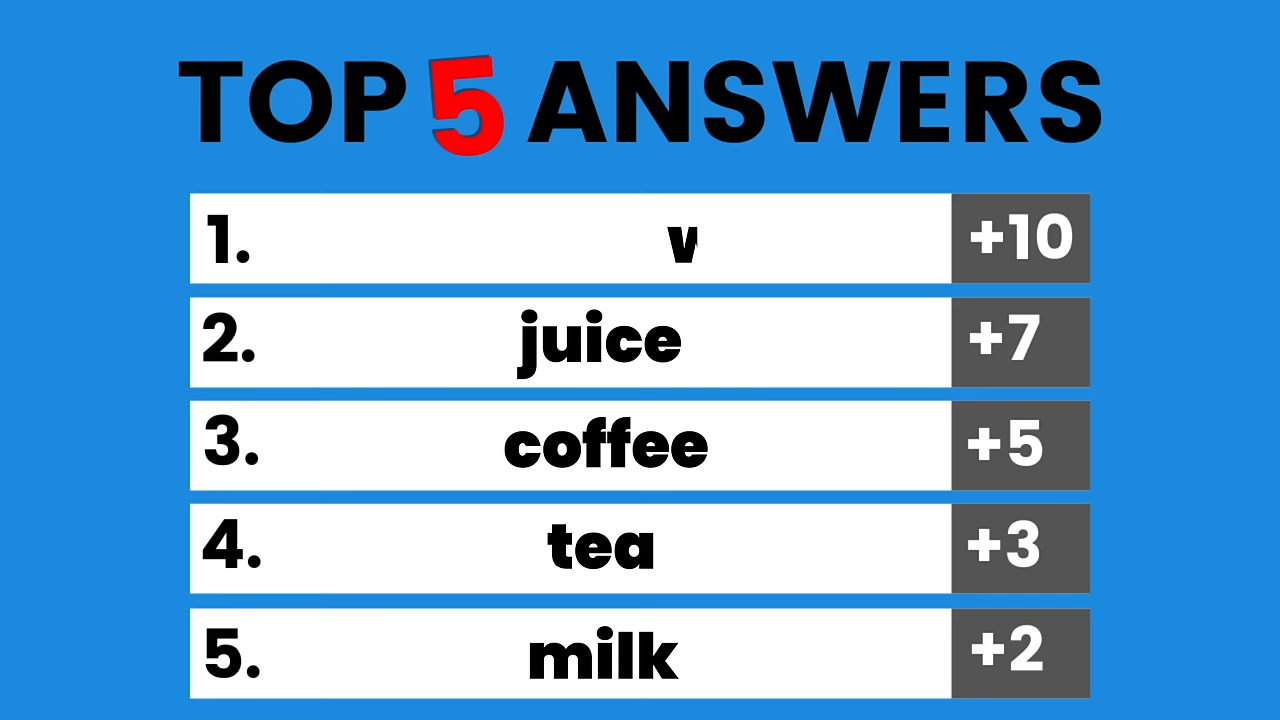 TOP 5 ANSWERS
1. +10
2. juice +7
3. coffee +5
4. tea +3
5. milk +2